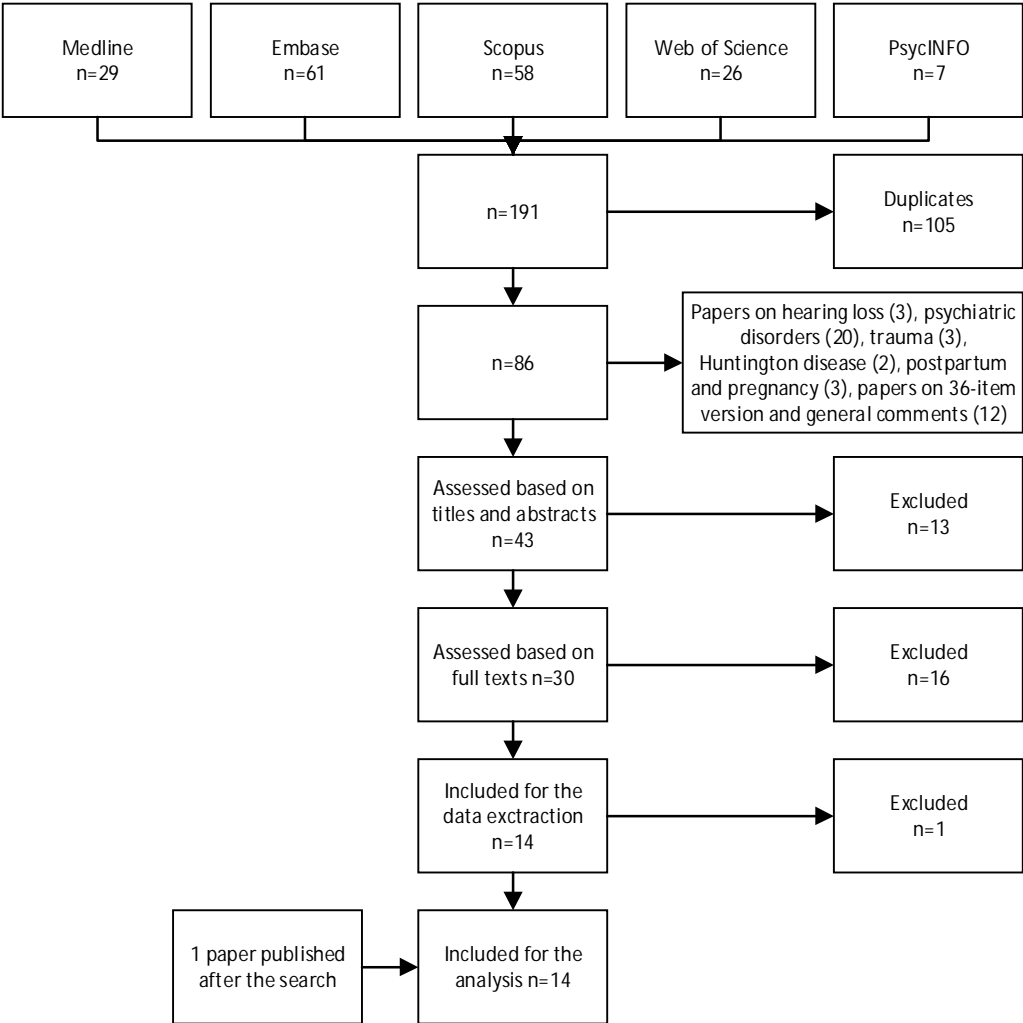 Medline
n=29
Embase
n=61
Scopus
n=58
Web of Science
n=26
PsycINFO
n=7
n=191
Duplicates
n=105
n=86
Papers on hearing loss (3), psychiatric
disorders (20), trauma (3),
Huntington disease (2), postpartum
and pregnancy (3), papers on 36-item
version and general comments (12)
Assessed based on
titles and abstracts
n=43
Excluded
n=13
Assessed based on
full texts n=30
Excluded
n=16
Included for the
data exctraction
n=14
Excluded
n=1
1 paper published
after the search
Included for the
analysis n=14